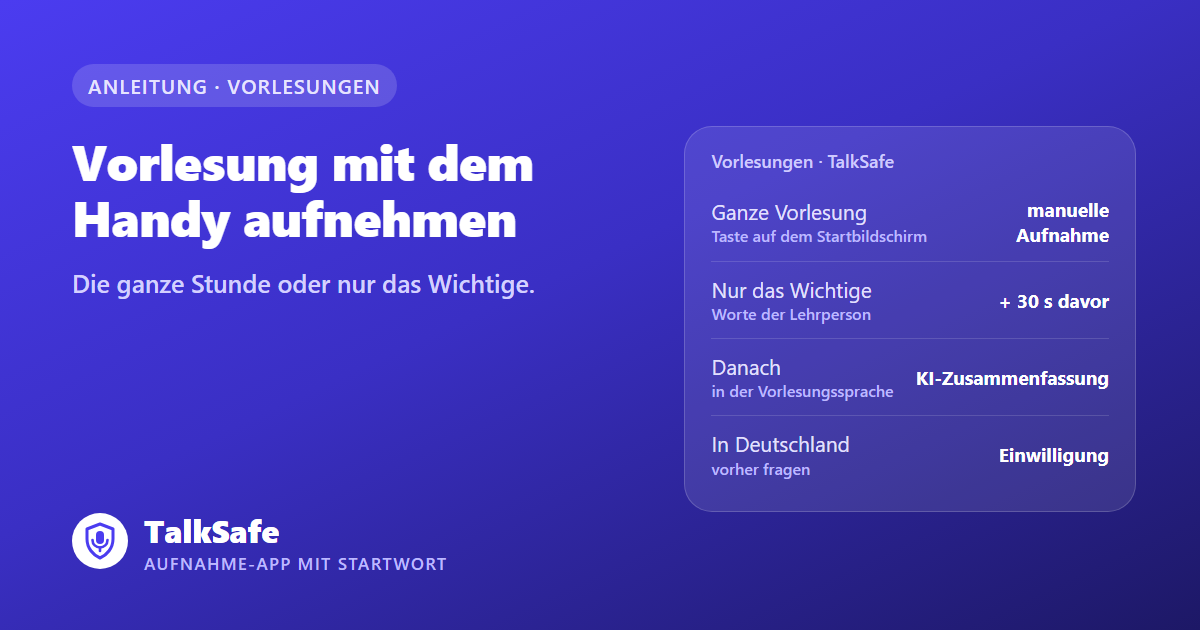 ANLEITUNG · VORLESUNGEN
Vorlesung mit dem
Handy aufnehmen
Die ganze Stunde oder nur das Wichtige.
Vorlesungen · TalkSafe
Ganze Vorlesung
Taste auf dem Startbildschirm
manuelle
Aufnahme
Nur das Wichtige
Worte der Lehrperson
+ 30 s davor
Danach
in der Vorlesungssprache
KI-Zusammenfassung
In Deutschland
vorher fragen
Einwilligung
TalkSafe
AUFNAHME-APP MIT STARTWORT